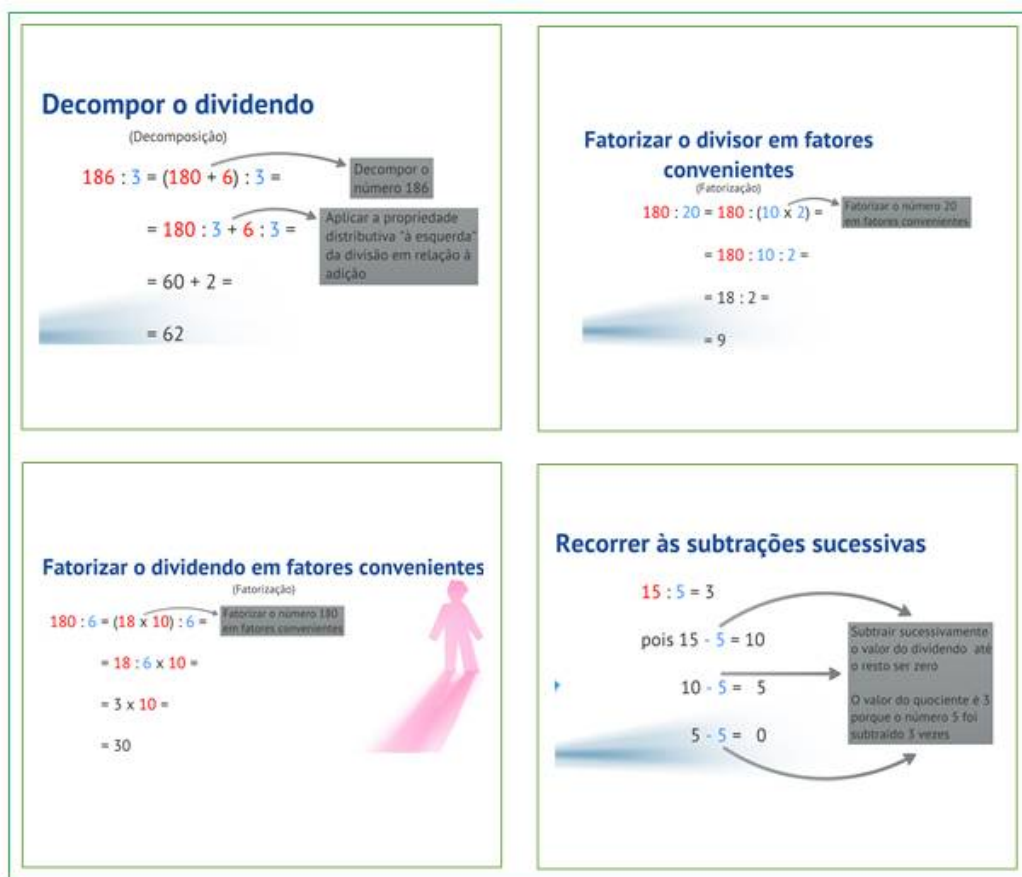 Decompor o dividendo
(Decomposição)
186 : 3 = (180 + 6) : 3 =
Decompor o
número 186
= 180 : 3 + 6 : 3 =
Aplicar a propriedade
distributiva "à esquerda"
da divisão em relação à
adição
= 60 + 2 =
= 62
Fatorizar o divisor em fatores
convenientes
(Fatorização)
180 : 20 = 180 : (10 x 2) =
Fatorizar o número 20
em fatores convenientes
= 180 : 10 : 2 =
= 18 : 2 =
= 9
Fatorizar o dividendo em fatores convenientes
(Fatorização)
180 : 6 = (18 x 10) : 6 =
Fatorizar o número 180
em fatores convenientes
= 18 : 6 x 10 =
= 3 x 10 =
= 30
Recorrer às subtrações sucessivas
15 : 5 = 3
pois 15 - 5 = 10
10 - 5 = 5
5 - 5 = 0
Subtrair sucessivamente
o valor do dividendo até
o resto ser zero
O valor do quociente é 3
porque o número 5 foi
subtraído 3 vezes